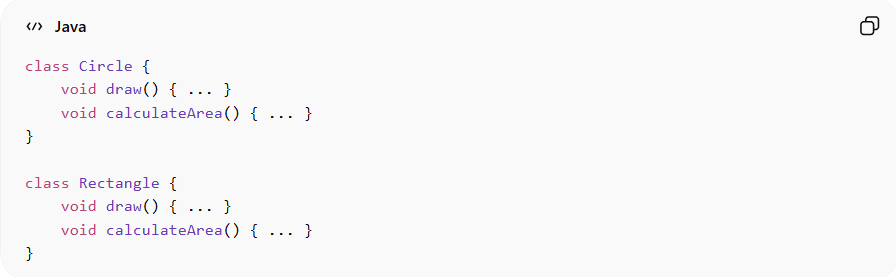 </> Java
class Circle {
    void draw() { ... }
    void calculateArea() { ... }
}

class Rectangle {
    void draw() { ... }
    void calculateArea() { ... }
}